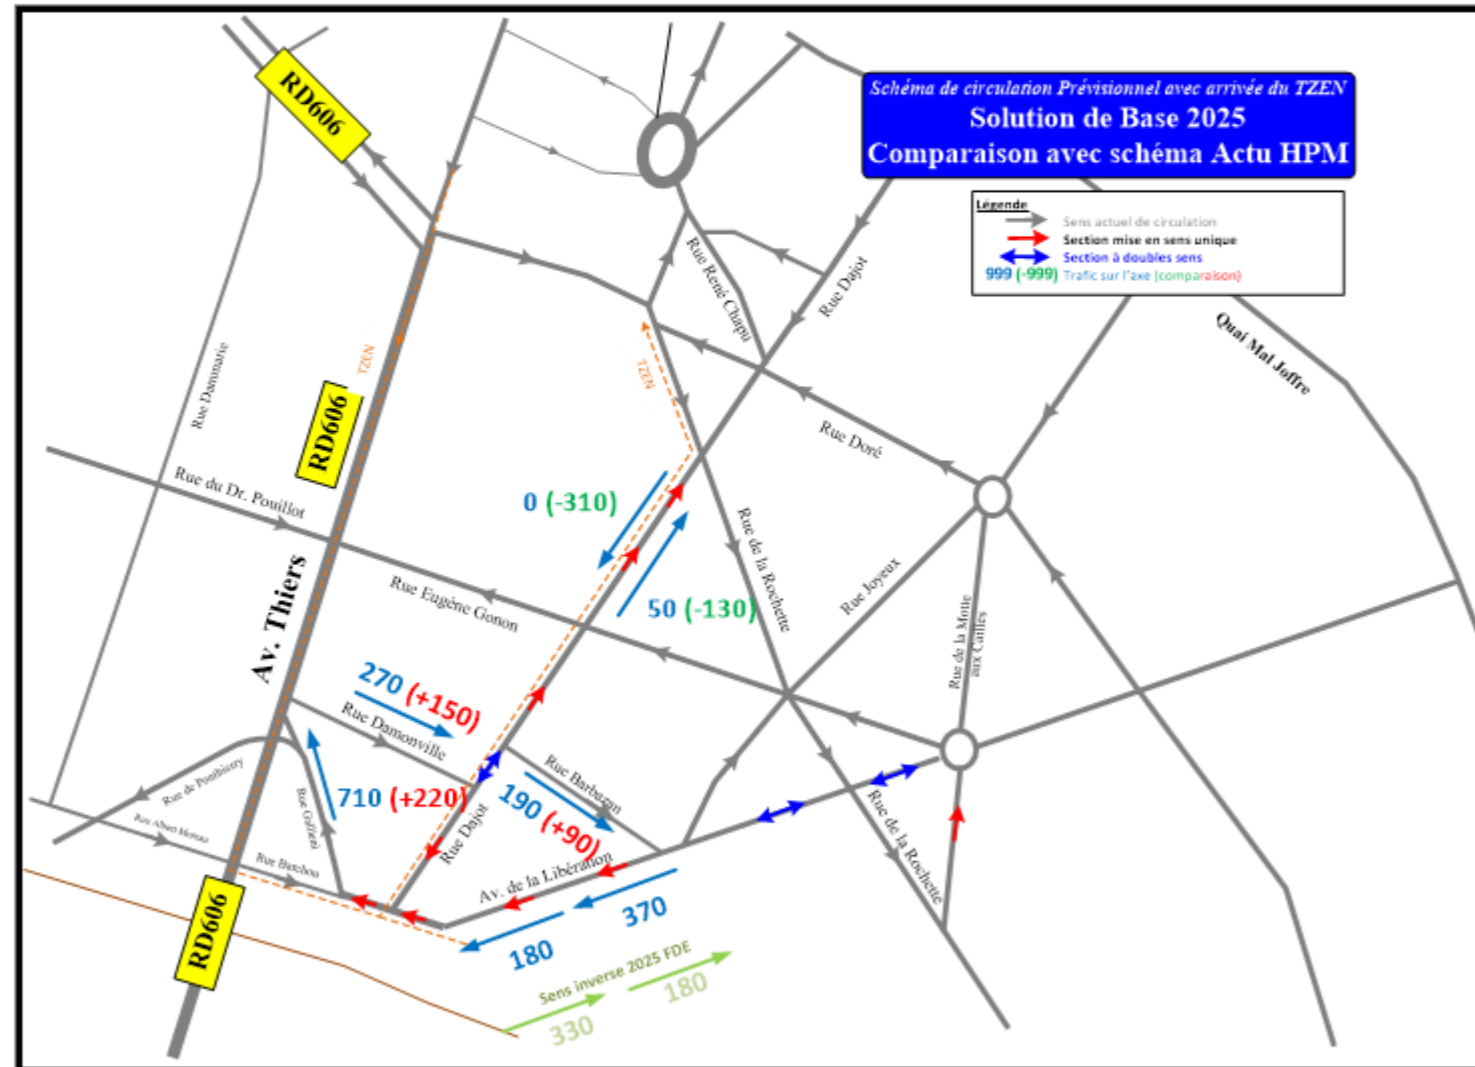 RD606
Schéma de circulation Prévisionnel avec arrivée du TZEN
Solution de Base 2025
Comparaison avec schéma Actu HPM
Légende
Sens actuel de circulation
Section mise en sens unique
Section à doubles sens
999 (-999) Trafic sur l'axe (comparaison)
Rue René Chapu
Rue Dajot
Quai Mal Joffre
Rue Dammarie
TZEN
TZEN
RD606
Rue Doré
Rue du Dr. Pouillot
0 (-310)
Rue de la Rochette
Av. Thiers
Rue Eugène Gonon
50 (-130)
Rue Joyeux
Rue de la Motte
aux Cailles
270 (+150)
Rue Damonville
Rue de Ponthierry
710 (+220)
Rue Gallieni
Rue Barbazan
190 (+90)
Rue Dajot
Rue Barchou
Av. de la Libération
Rue de la Rochette
RD606
370
180
Sens inverse 2025 FDE
180
330